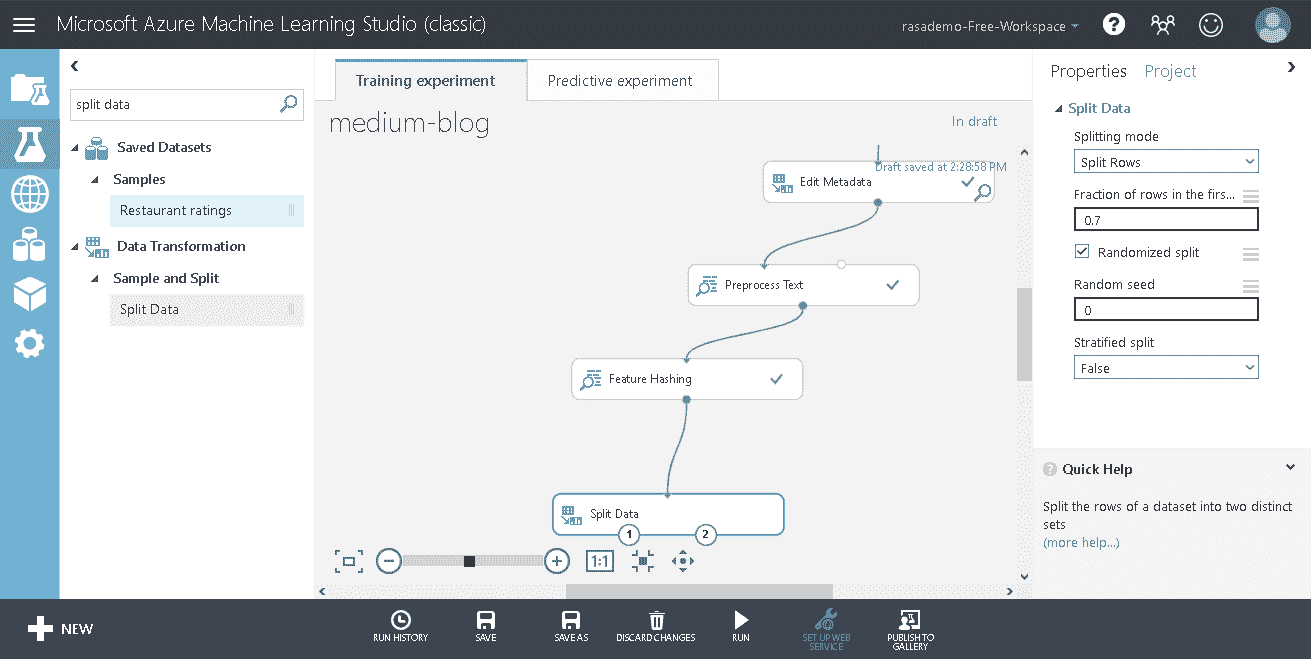 Microsoft Azure Machine Learning Studio (classic)
rasademo-Free-Workspace
?
split data
Saved Datasets
Samples
Restaurant ratings
Data Transformation
Sample and Split
Split Data
Training experiment
Predictive experiment
medium-blog
In draft
Draft saved at 2:28:58 PM
Edit Metadata
Preprocess Text
Feature Hashing
Split Data
1
2
1:1
Properties
Project
Split Data
Splitting mode
Split Rows
Fraction of rows in the firs...
0.7
Randomized split
Random seed
0
Stratified split
False
? Quick Help
Split the rows of a dataset into two distinct
sets
(more help...)
NEW
RUN HISTORY
SAVE
SAVE AS
DISCARD CHANGES
RUN
SET UP WEB
SERVICE
PUBLISH TO
GALLERY